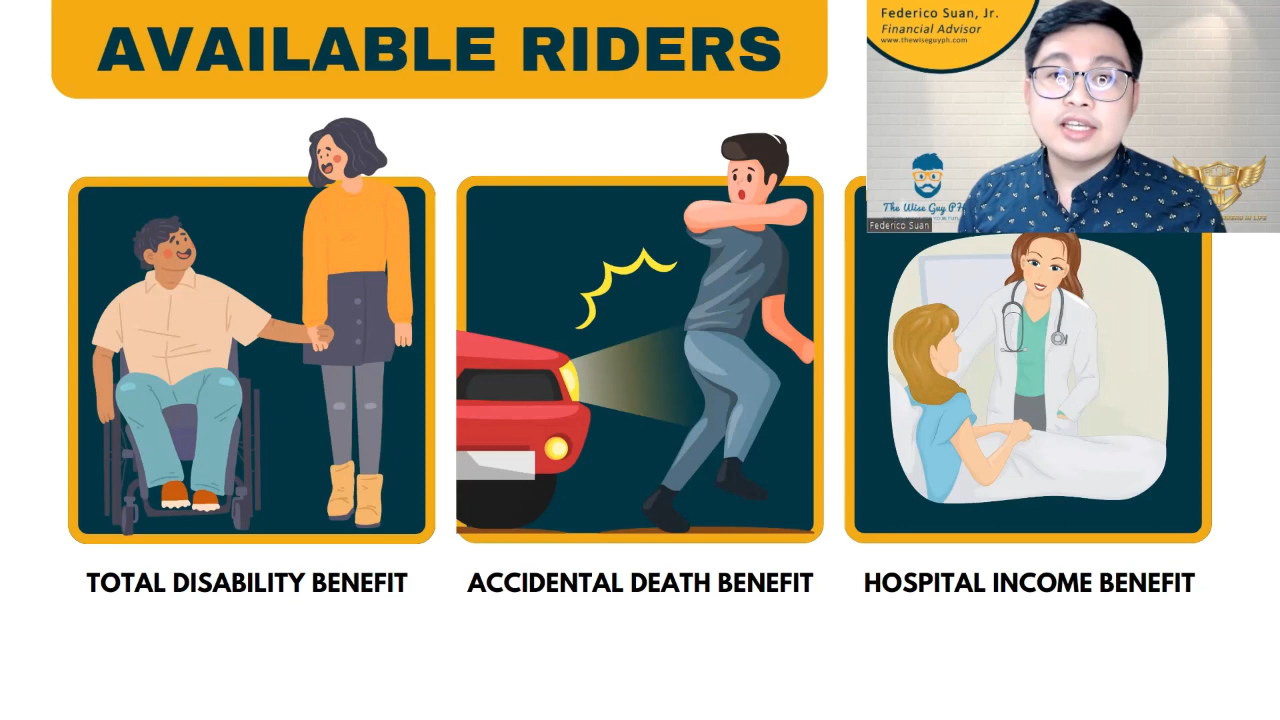 AVAILABLE RIDERS
Federico Suan, Jr.
Financial Advisor
www.thewiseguyph.com
The Wise Guy PH
Federico Suan
TOTAL DISABILITY BENEFIT
ACCIDENTAL DEATH BENEFIT
HOSPITAL INCOME BENEFIT